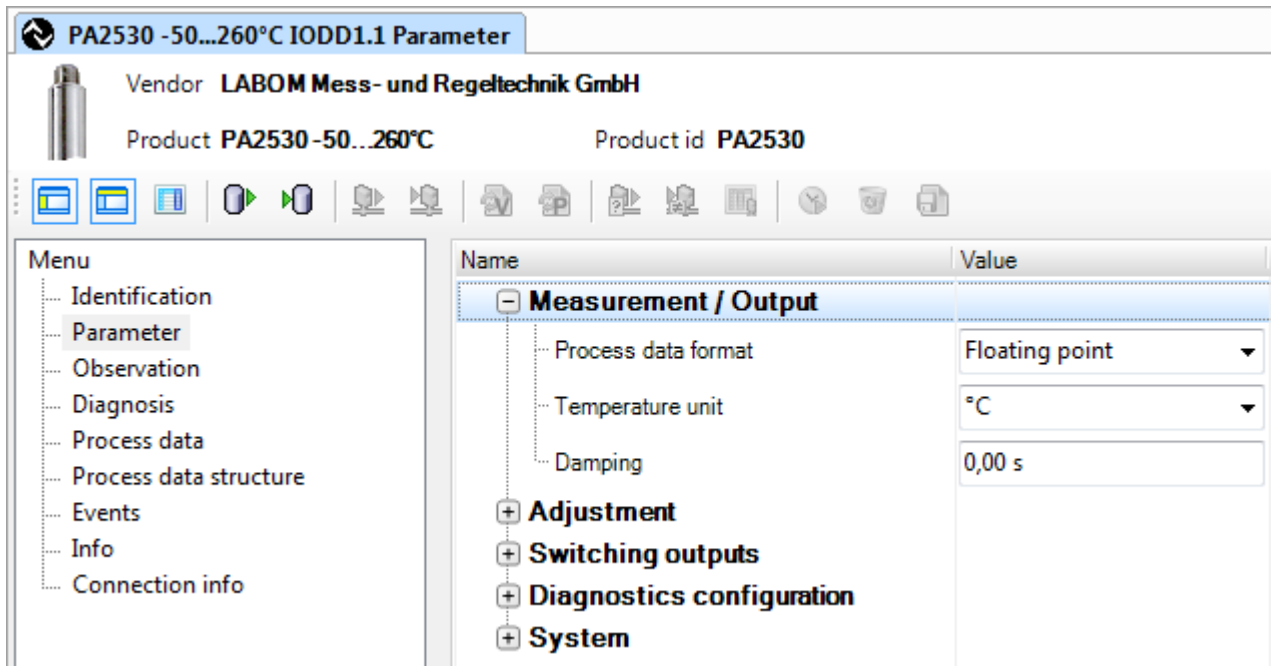 PA2530 -50...260°C IODD1.1 Parameter
Vendor LABOM Mess- und Regeltechnik GmbH
Product PA2530 -50...260°C Product id PA2530
Menu
Identification
Parameter
Observation
Diagnosis
Process data
Process data structure
Events
Info
Connection info
Name Value
Measurement / Output
Process data format Floating point
Temperature unit °C
Damping 0,00 s
Adjustment
Switching outputs
Diagnostics configuration
System